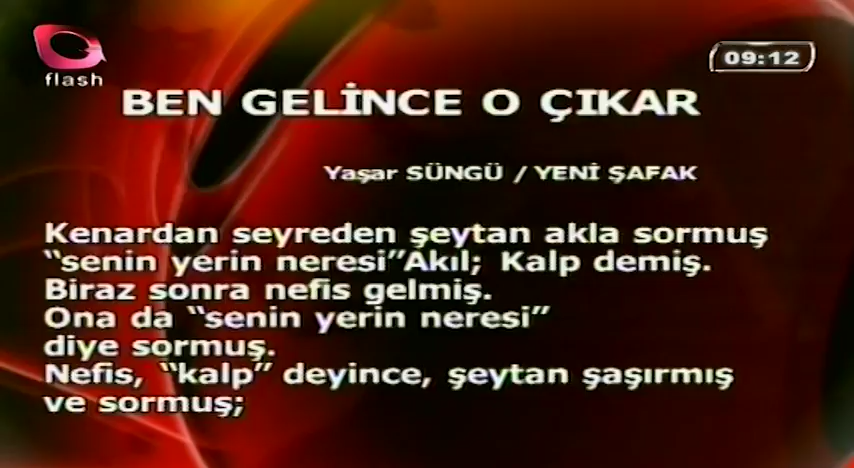 flash
09:12
BEN GELİNCE O ÇIKAR
Yaşar SÜNGÜ / YENİ ŞAFAK
Kenardan seyreden şeytan akla sormuş
“senin yerin neresi”Akıl; Kalp demiş.
Biraz sonra nefis gelmiş.
Ona da “senin yerin neresi”
diye sormuş.
Nefis, “kalp” deyince, şeytan şaşırmış
ve sormuş;